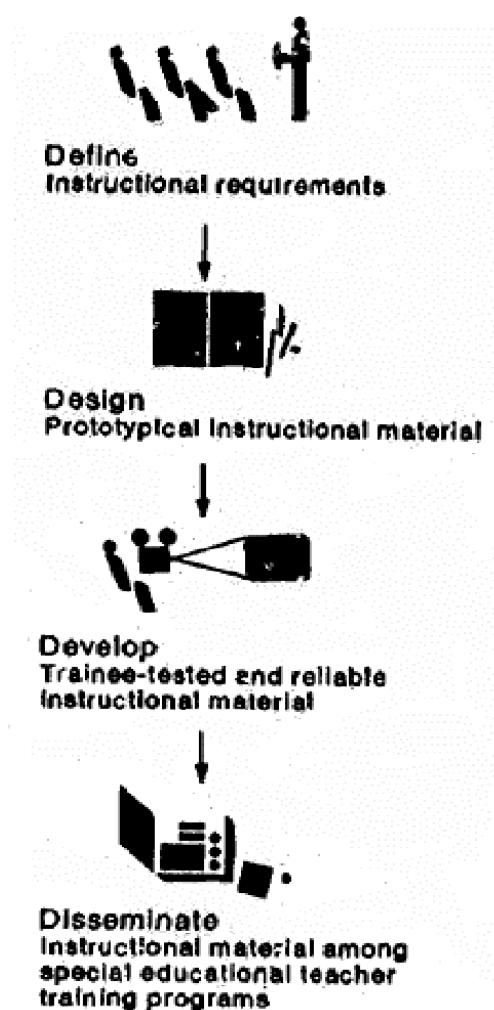 Define
Instructional requirements
Design
Prototypical instructional material
Develop
Trainee-tested and reliable
instructional material
Disseminate
Instructional material among
special educational teacher
training programs